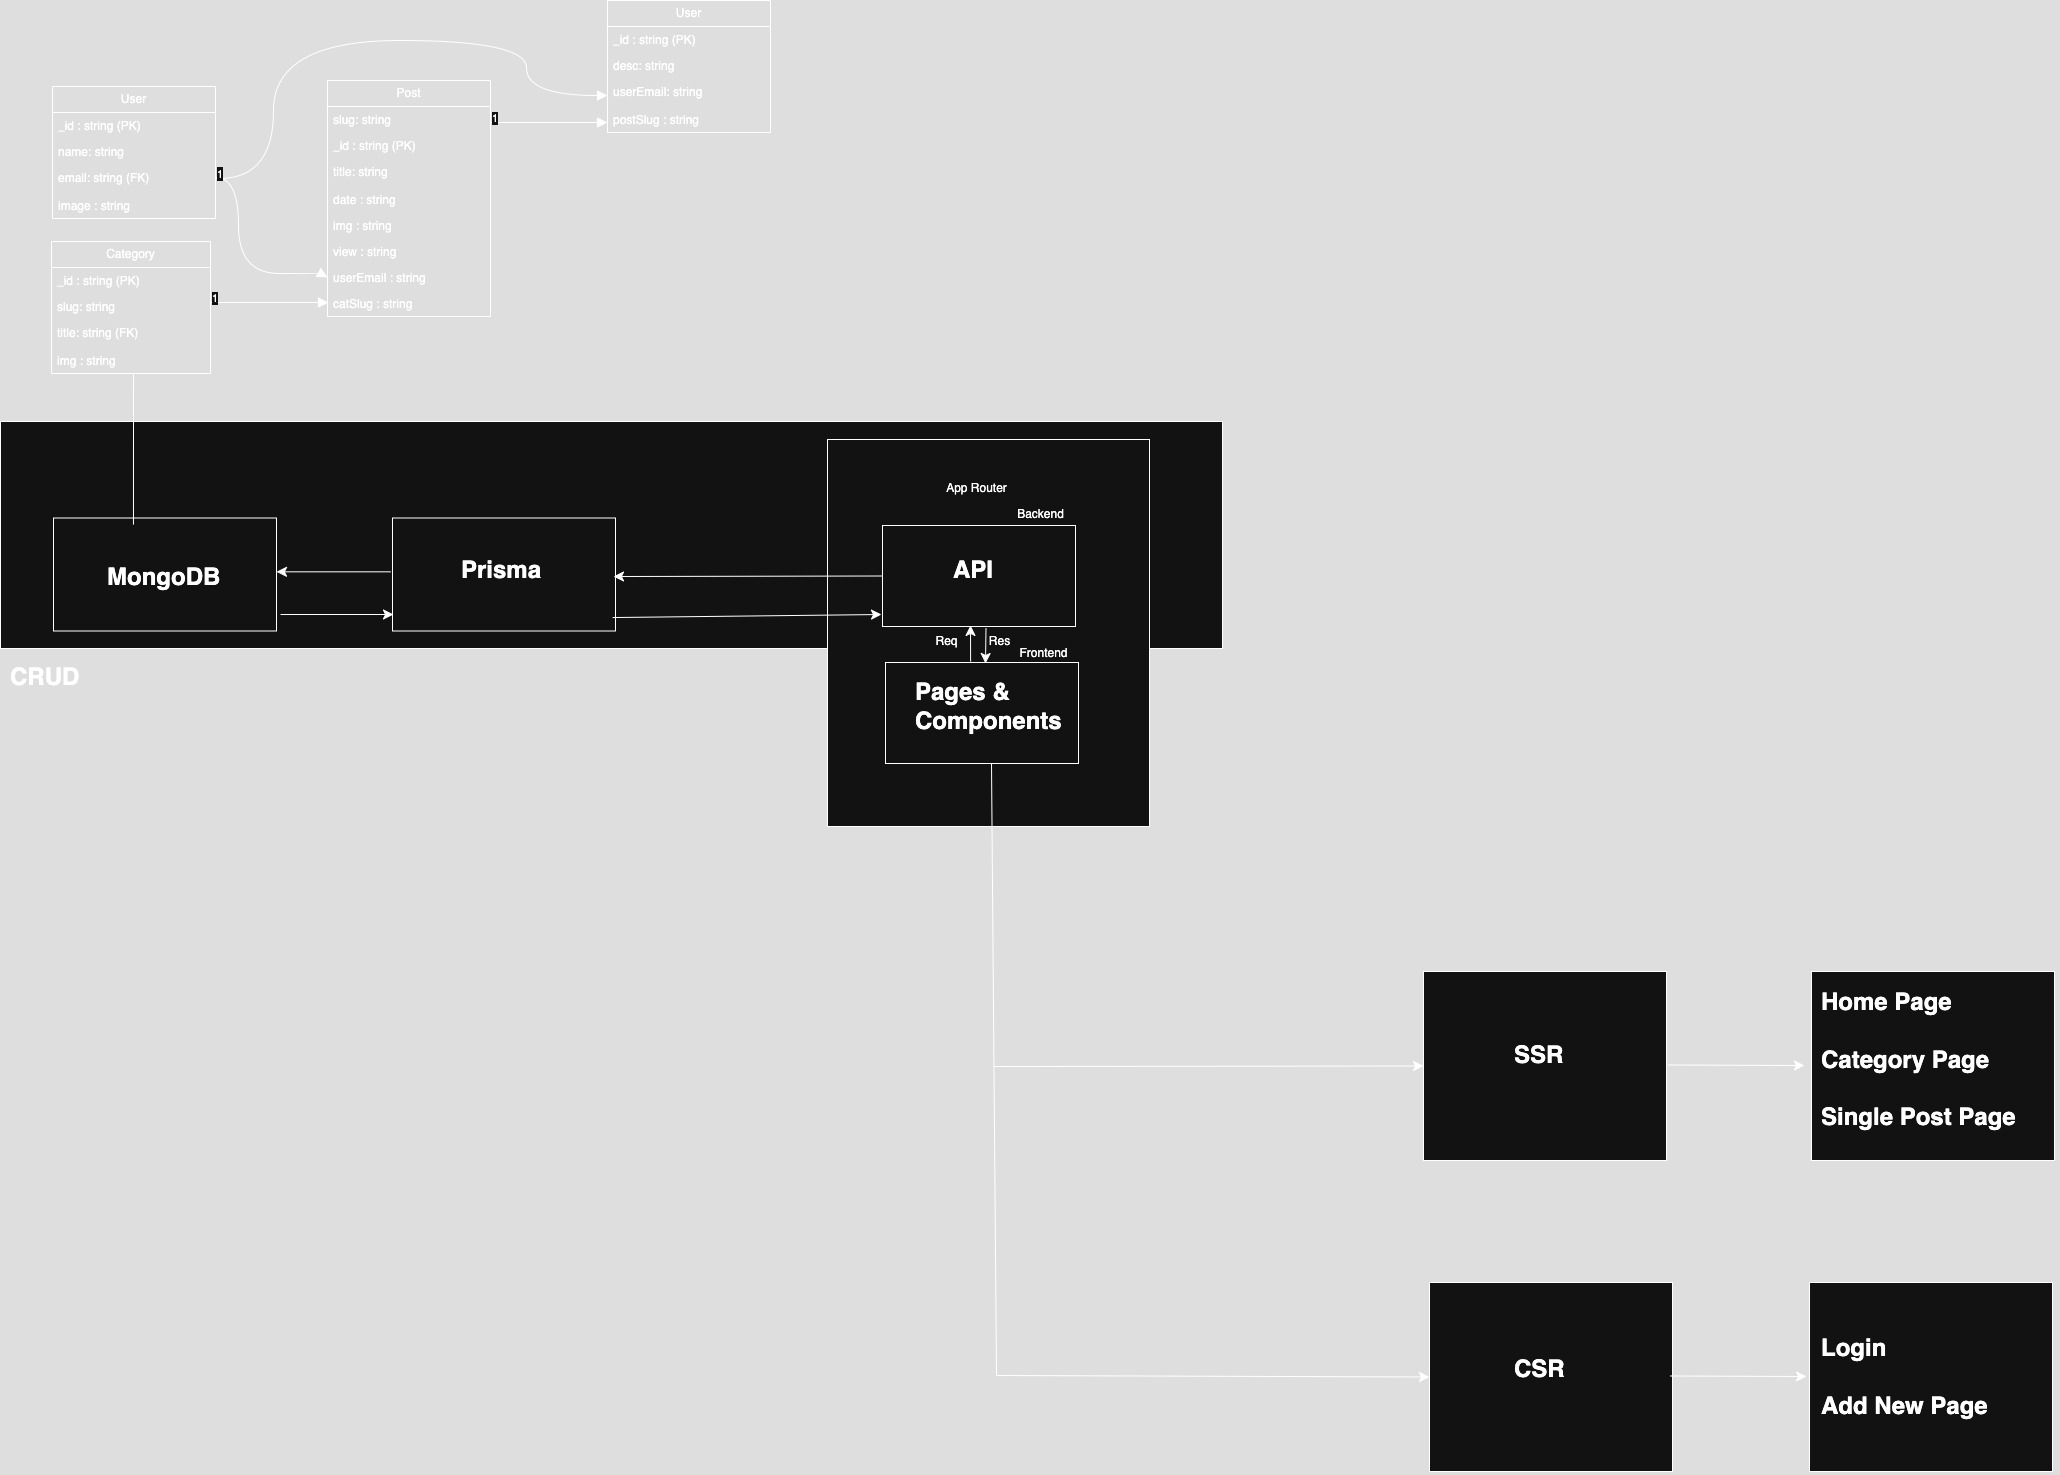 User
_id : string (PK)
desc: string
userEmail: string
postSlug : string
User
_id : string (PK)
name: string
email: string (FK)
image : string
1
Post
slug: string
_id : string (PK)
title: string
date : string
img : string
view : string
userEmail : string
catSlug : string
1
Category
_id : string (PK)
slug: string
title: string (FK)
img : string
1
App Router
Backend
MongoDB
Prisma
API
Req
Res
Frontend
CRUD
Pages &
Components
SSR
Home Page
Category Page
Single Post Page
CSR
Login
Add New Page